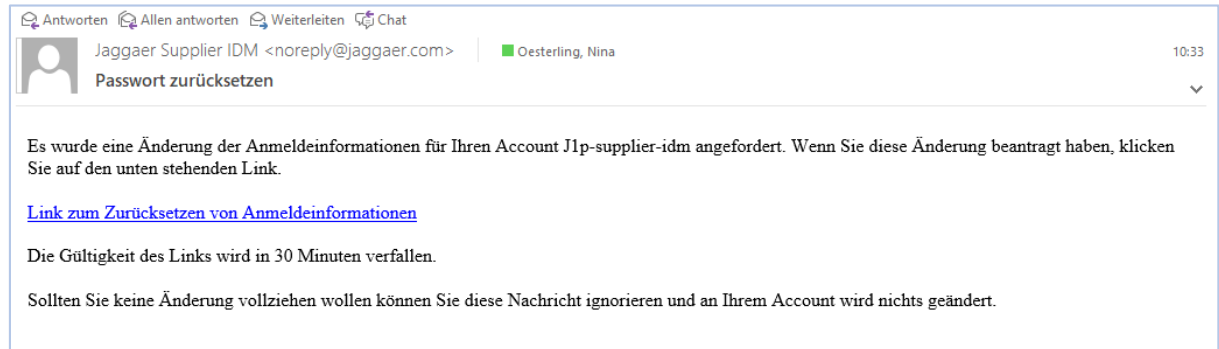 Antworten Allen antworten Weiterleiten Chat
Jaggaer Supplier IDM <noreply@jaggaer.com> Oesterling, Nina 10:33
Passwort zurücksetzen
Es wurde eine Änderung der Anmeldeinformationen für Ihren Account J1p-supplier-idm angefordert. Wenn Sie diese Änderung beantragt haben, klicken
Sie auf den unten stehenden Link.
Link zum Zurücksetzen von Anmeldeinformationen
Die Gültigkeit des Links wird in 30 Minuten verfallen.
Sollten Sie keine Änderung vollziehen wollen können Sie diese Nachricht ignorieren und an Ihrem Account wird nichts geändert.